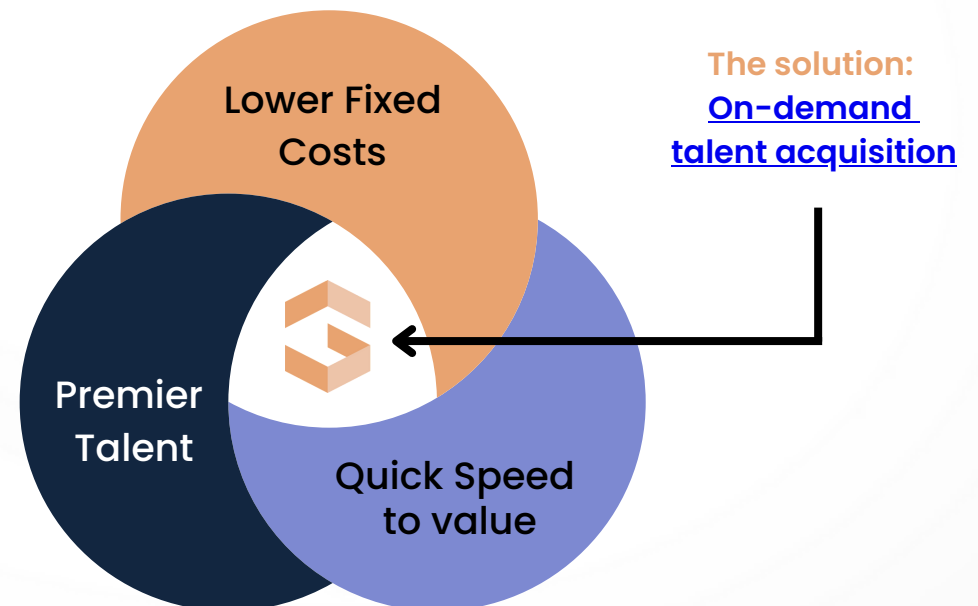 Lower Fixed
Costs
The solution:
On-demand
talent acquisition
Premier
Talent
Quick Speed
to value